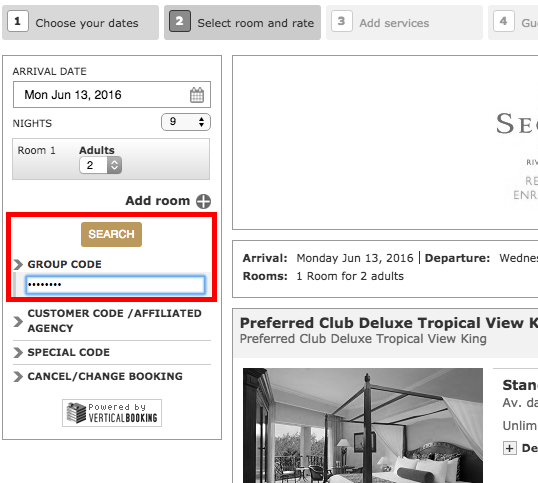 1 Choose your dates
2 Select room and rate
3 Add services
4 Gu
ARRIVAL DATE
Mon Jun 13, 2016
NIGHTS 9
Room 1 Adults
2
Add room
SEARCH
GROUP CODE
••••••••
CUSTOMER CODE /AFFILIATED
AGENCY
SPECIAL CODE
CANCEL/CHANGE BOOKING
Powered by
VERTICALBOOKING
SE
RIV
RE
ENR
Arrival: Monday Jun 13, 2016 | Departure: Wednes
Rooms: 1 Room for 2 adults
Preferred Club Deluxe Tropical View K
Preferred Club Deluxe Tropical View King
Stan
Av. da
Unlim
+ De